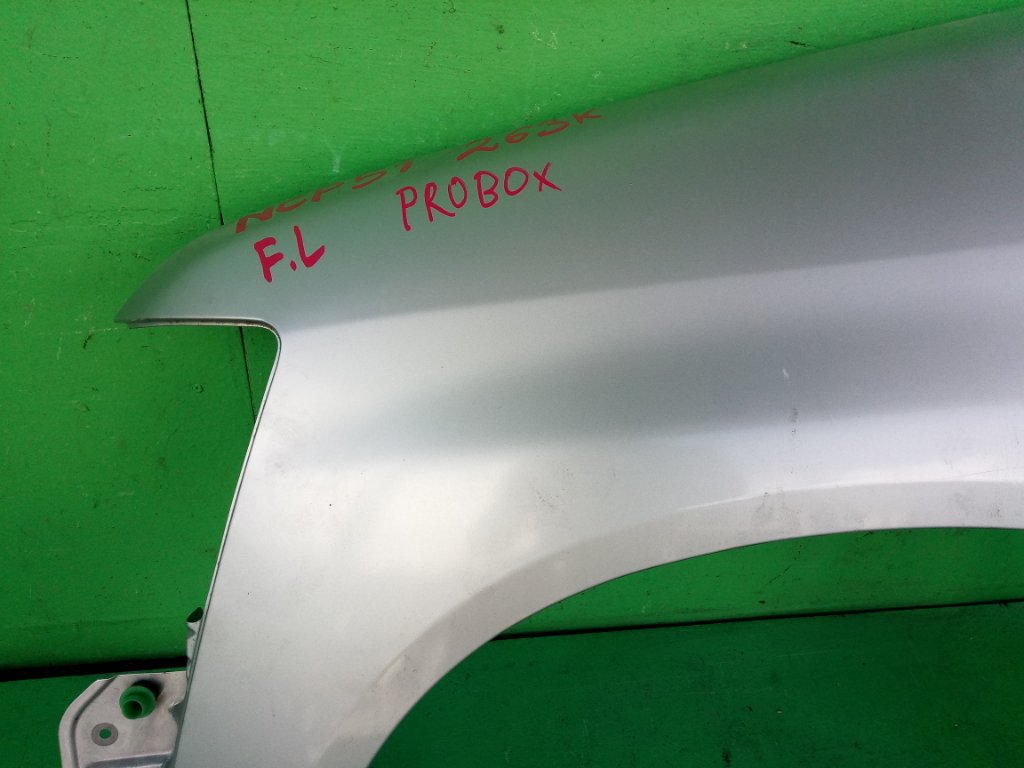 NCP51 263K
F.L PROBOX